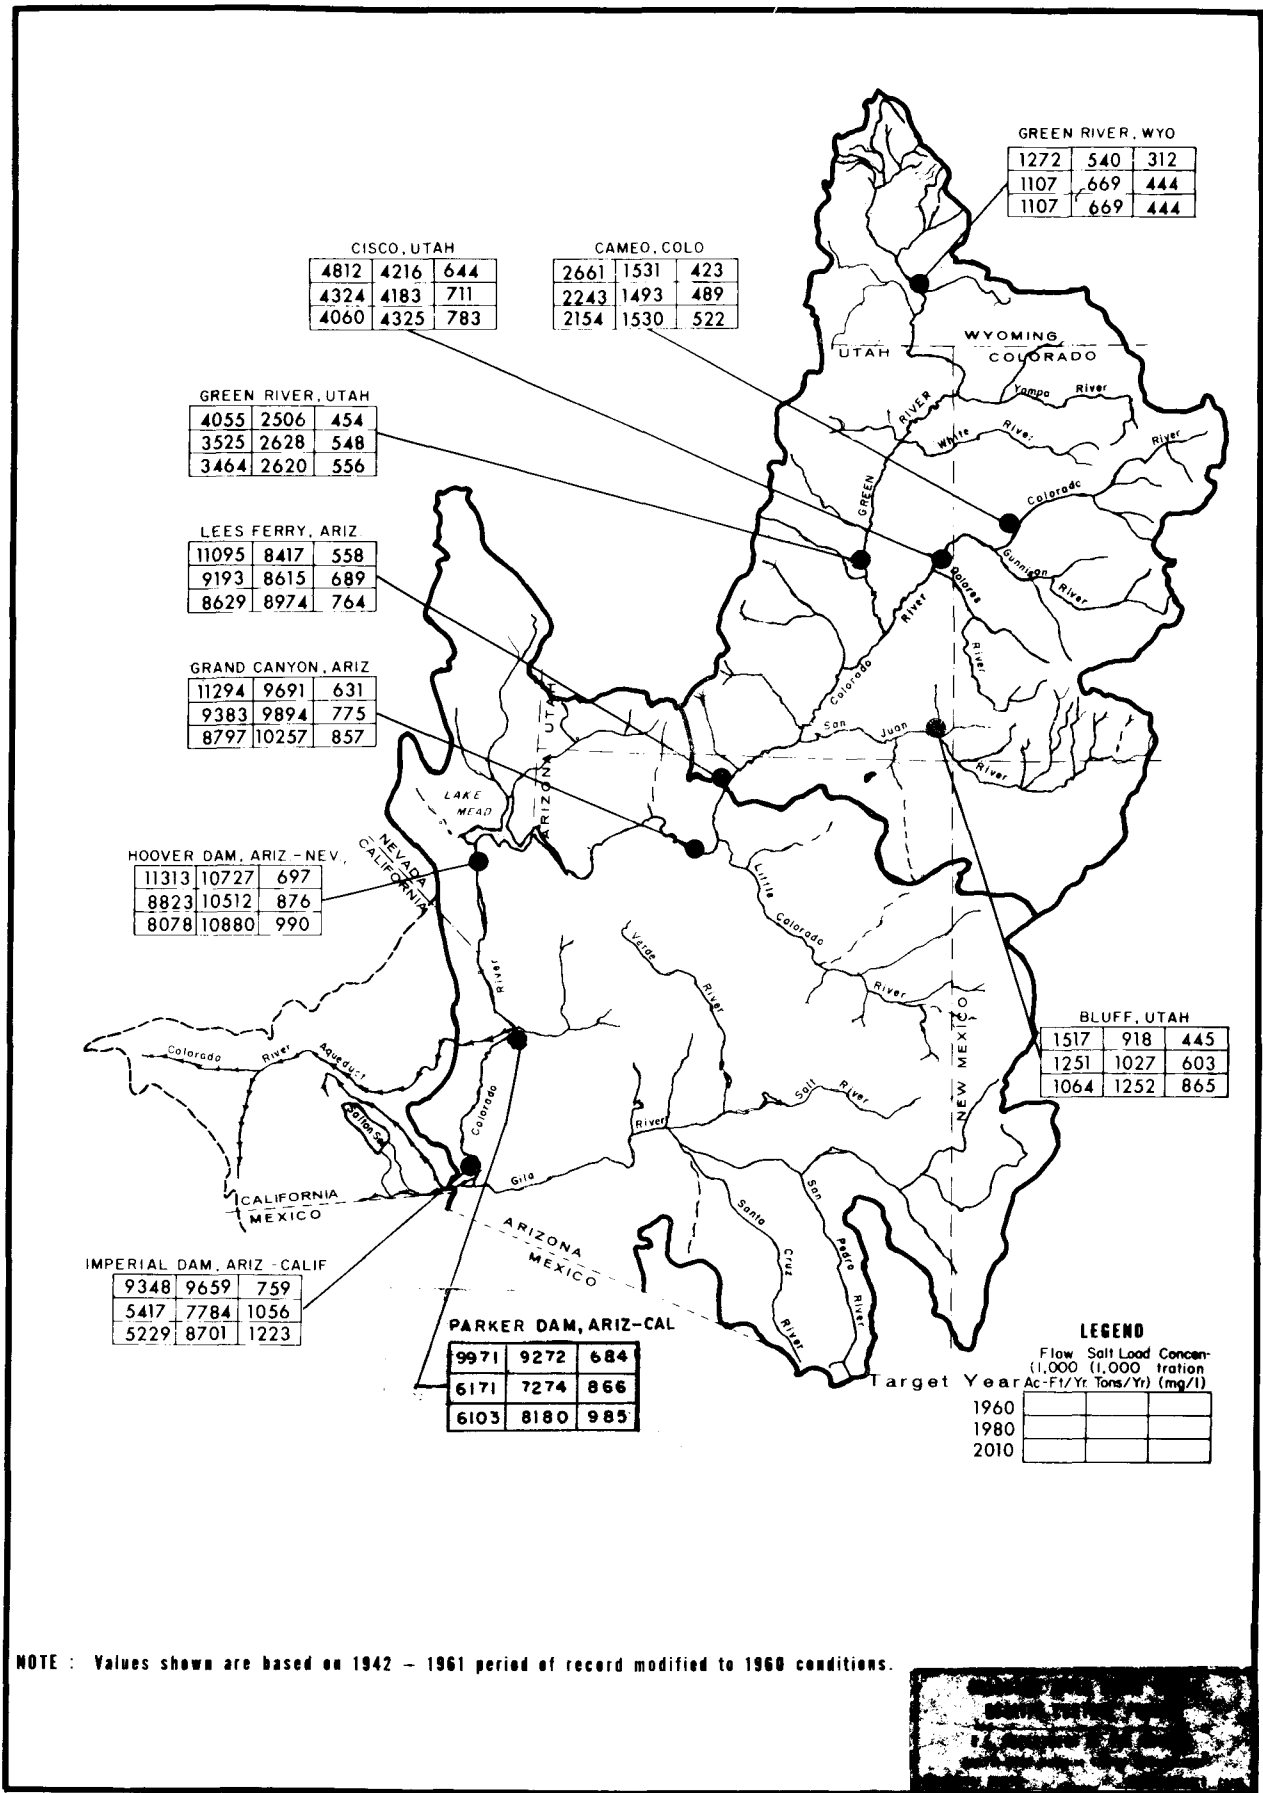 GREEN RIVER, WYO
1272 540 312
1107 669 444
1107 669 444
CISCO, UTAH
4812 4216 644
4324 4183 711
4060 4325 783
CAMEO, COLO
2661 1531 423
2243 1493 489
2154 1530 522
WYOMING
UTAH
COLORADO
GREEN RIVER, UTAH
4055 2506 454
3525 2628 548
3464 2620 556
Yampa River
GREEN RIVER
White River
River
Colorado
LEES FERRY, ARIZ.
11095 8417 558
9193 8615 689
8629 8974 764
Gunnison River
Dolores River
Colorado River
GRAND CANYON, ARIZ
11294 9691 631
9383 9894 775
8797 10257 857
San Juan River
ARIZONA UTAH
LAKE MEAD
NEVADA
CALIFORNIA
HOOVER DAM, ARIZ.-NEV.
11313 10727 697
8823 10512 876
8078 10880 990
Little Colorado River
Verde River
River
NEW MEXICO
BLUFF, UTAH
1517 918 445
1251 1027 603
1064 1252 865
Colorado River Aqueduct
Salton Sea
Colorado
Salt River
River
Gila
CALIFORNIA
MEXICO
ARIZONA
MEXICO
Santa Cruz River
San Pedro River
IMPERIAL DAM, ARIZ-CALIF
9348 9659 759
5417 7784 1056
5229 8701 1223
PARKER DAM, ARIZ-CAL
9971 9272 684
6171 7274 866
6103 8180 985
LEGEND
Flow Salt Load Concen-
(1,000 (1,000 tration
Target Year Ac-Ft/Yr. Tons/Yr) (mg/l)
1960
1980
2010
NOTE : Values shown are based on 1942 - 1961 period of record modified to 1960 conditions.